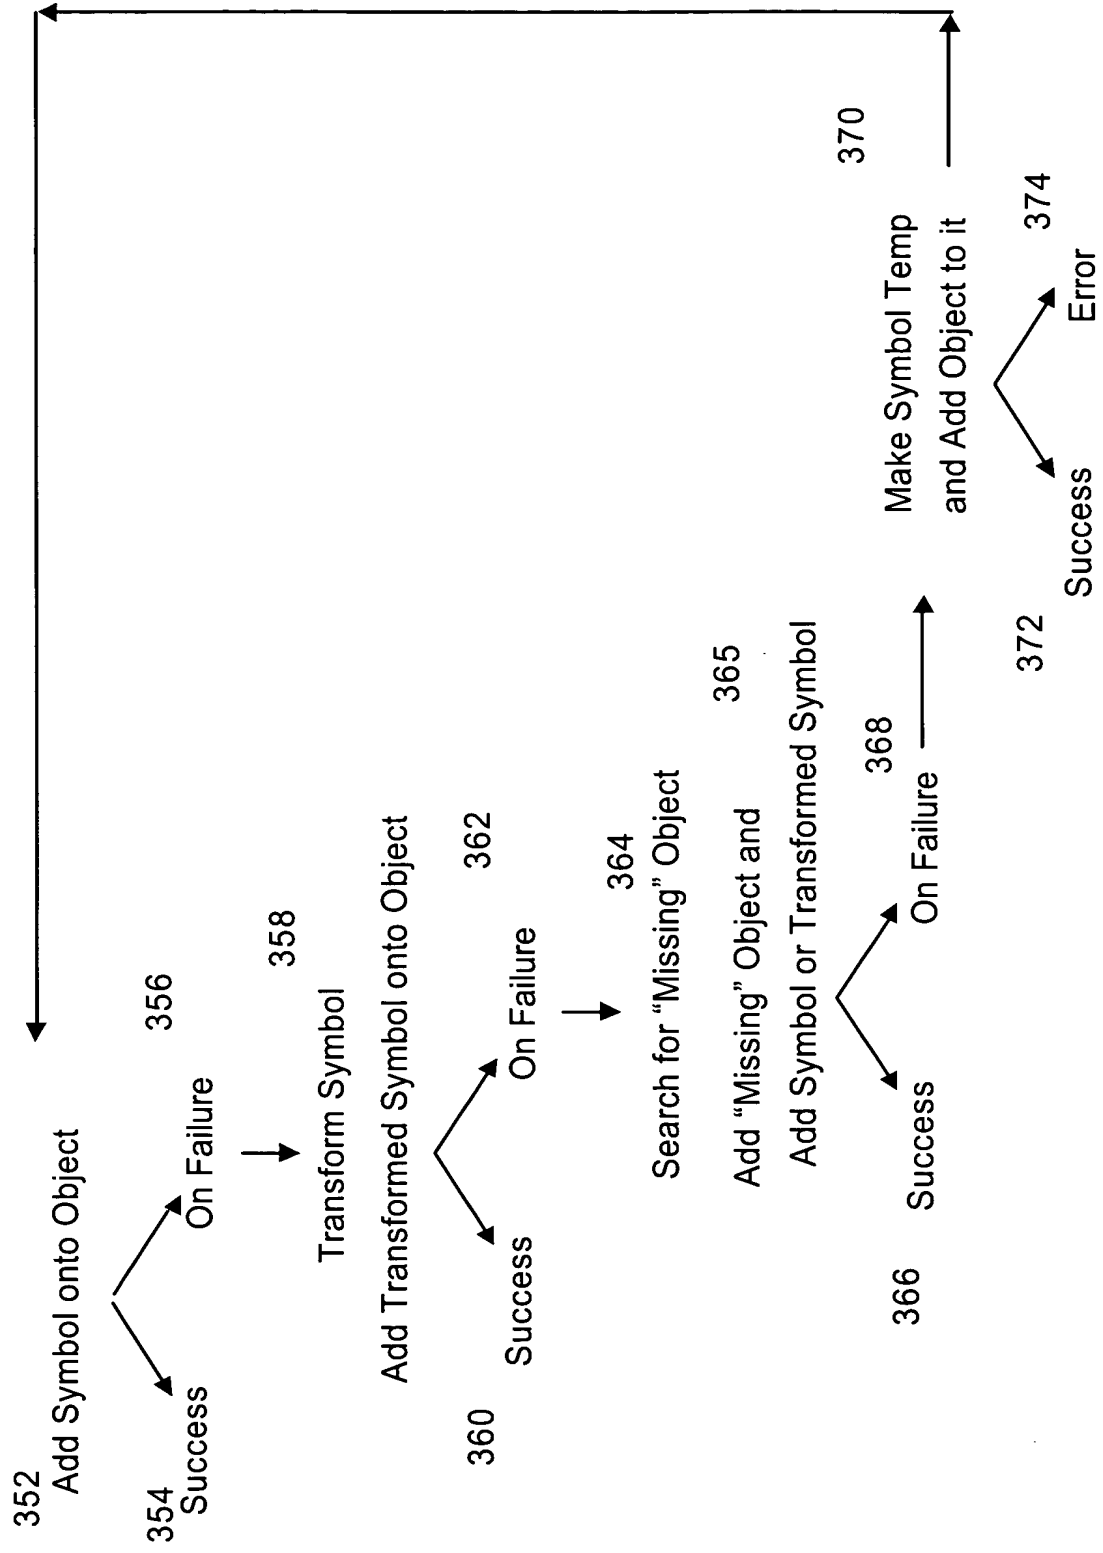 352
Add Symbol onto Object
354
Success
356
On Failure
358
Transform Symbol
Add Transformed Symbol onto Object
360
Success
362
On Failure
364
Search for “Missing” Object
365
Add “Missing” Object and
Add Symbol or Transformed Symbol
366
Success
368
On Failure
370
Make Symbol Temp
and Add Object to it
372
Success
374
Error